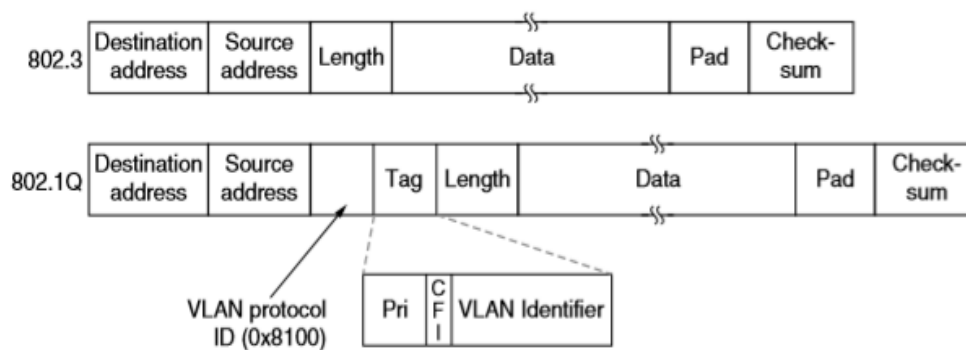 802.3
Destination address
Source address
Length
Data
Pad
Check-
sum
802.1Q
Destination address
Source address
Tag
Length
Data
Pad
Check-
sum
VLAN protocol
ID (0x8100)
Pri
CFI
VLAN Identifier